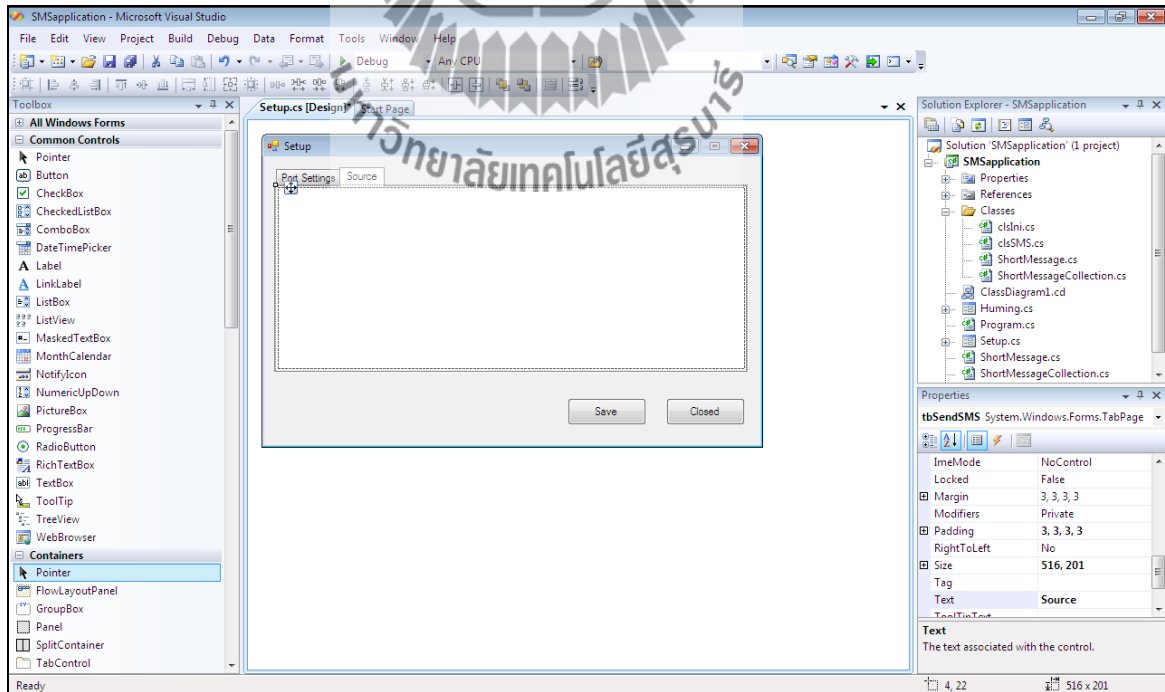 SMSapplication - Microsoft Visual Studio
File Edit View Project Build Debug Data Format Tools Window Help
Debug Any CPU
Toolbox
All Windows Forms
Common Controls
Pointer
Button
CheckBox
CheckedListBox
ComboBox
DateTimePicker
Label
LinkLabel
ListBox
ListView
MaskedTextBox
MonthCalendar
NotifyIcon
NumericUpDown
PictureBox
ProgressBar
RadioButton
RichTextBox
TextBox
ToolTip
TreeView
WebBrowser
Containers
Pointer
FlowLayoutPanel
GroupBox
Panel
SplitContainer
TabControl
Setup.cs [Design]* Start Page
Setup
Port Settings Source
Save Closed
มหาวิทยาลัยเทคโนโลยีสุรนารี
Solution Explorer - SMSapplication
Solution 'SMSapplication' (1 project)
SMSapplication
Properties
References
Classes
clsIni.cs
clsSMS.cs
ShortMessage.cs
ShortMessageCollection.cs
ClassDiagram1.cd
Huming.cs
Program.cs
Setup.cs
ShortMessage.cs
ShortMessageCollection.cs
Properties
tbSendSMS System.Windows.Forms.TabPage
ImeMode NoControl
Locked False
Margin 3, 3, 3, 3
Modifiers Private
Padding 3, 3, 3, 3
RightToLeft No
Size 516, 201
Tag
Text Source
ToolTipText
Text
The text associated with the control.
Ready 4, 22 516 x 201